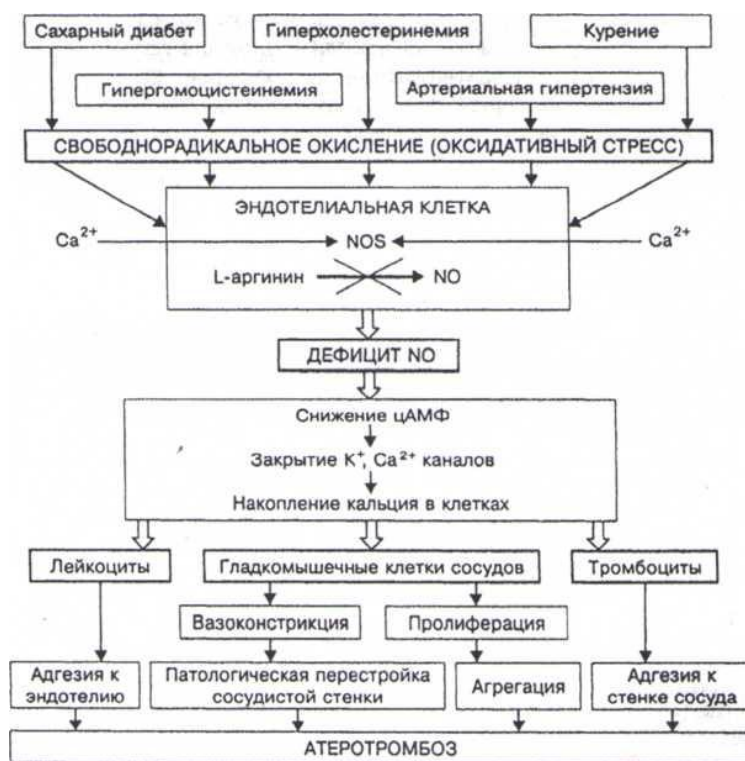 Сахарный диабет
Гиперхолестеринемия
Курение
Гипергомоцистеинемия
Артериальная гипертензия
СВОБОДНОРАДИКАЛЬНОЕ ОКИСЛЕНИЕ (ОКСИДАТИВНЫЙ СТРЕСС)
ЭНДОТЕЛИАЛЬНАЯ КЛЕТКА
Ca²⁺ NOS Ca²⁺
L-аргинин NO
ДЕФИЦИТ NO
Снижение цАМФ
Закрытие K⁺, Ca²⁺ каналов
Накопление кальция в клетках
Лейкоциты
Гладкомышечные клетки сосудов
Тромбоциты
Вазоконстрикция
Пролиферация
Адгезия к
эндотелию
Патологическая перестройка
сосудистой стенки
Агрегация
Адгезия к
стенке сосуда
АТЕРОТРОМБОЗ